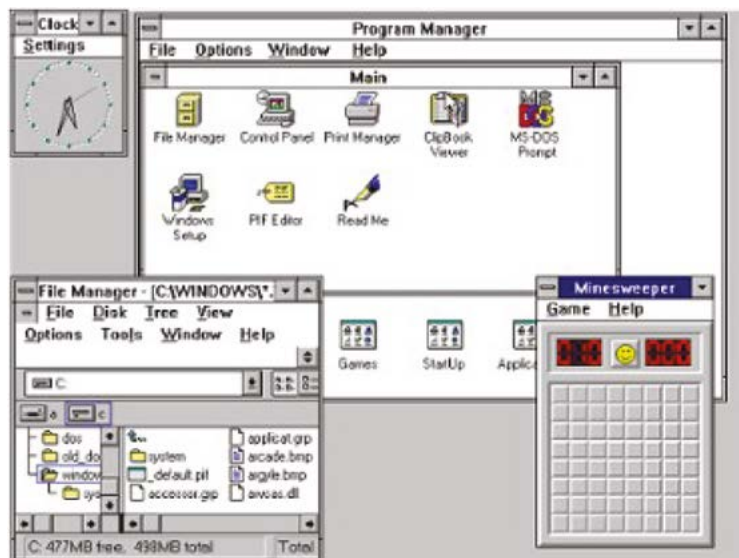 Clock
Settings
Program Manager
File Options Window Help
Main
File Manager
Control Panel
Print Manager
ClipBook
Viewer
MS-DOS
Prompt
Windows
Setup
PIF Editor
Read Me
File Manager - [C:\WINDOWS\*.
File Disk Tree View
Options Tools Window Help
C:
a c
dos
old_do
window
sys
system
_default.pif
accessor.grp
applicat.grp
arcade.bmp
argyle.bmp
C: 477MB free, 498MB total
Total
Games
StartUp
Applica
Minesweeper
Game Help